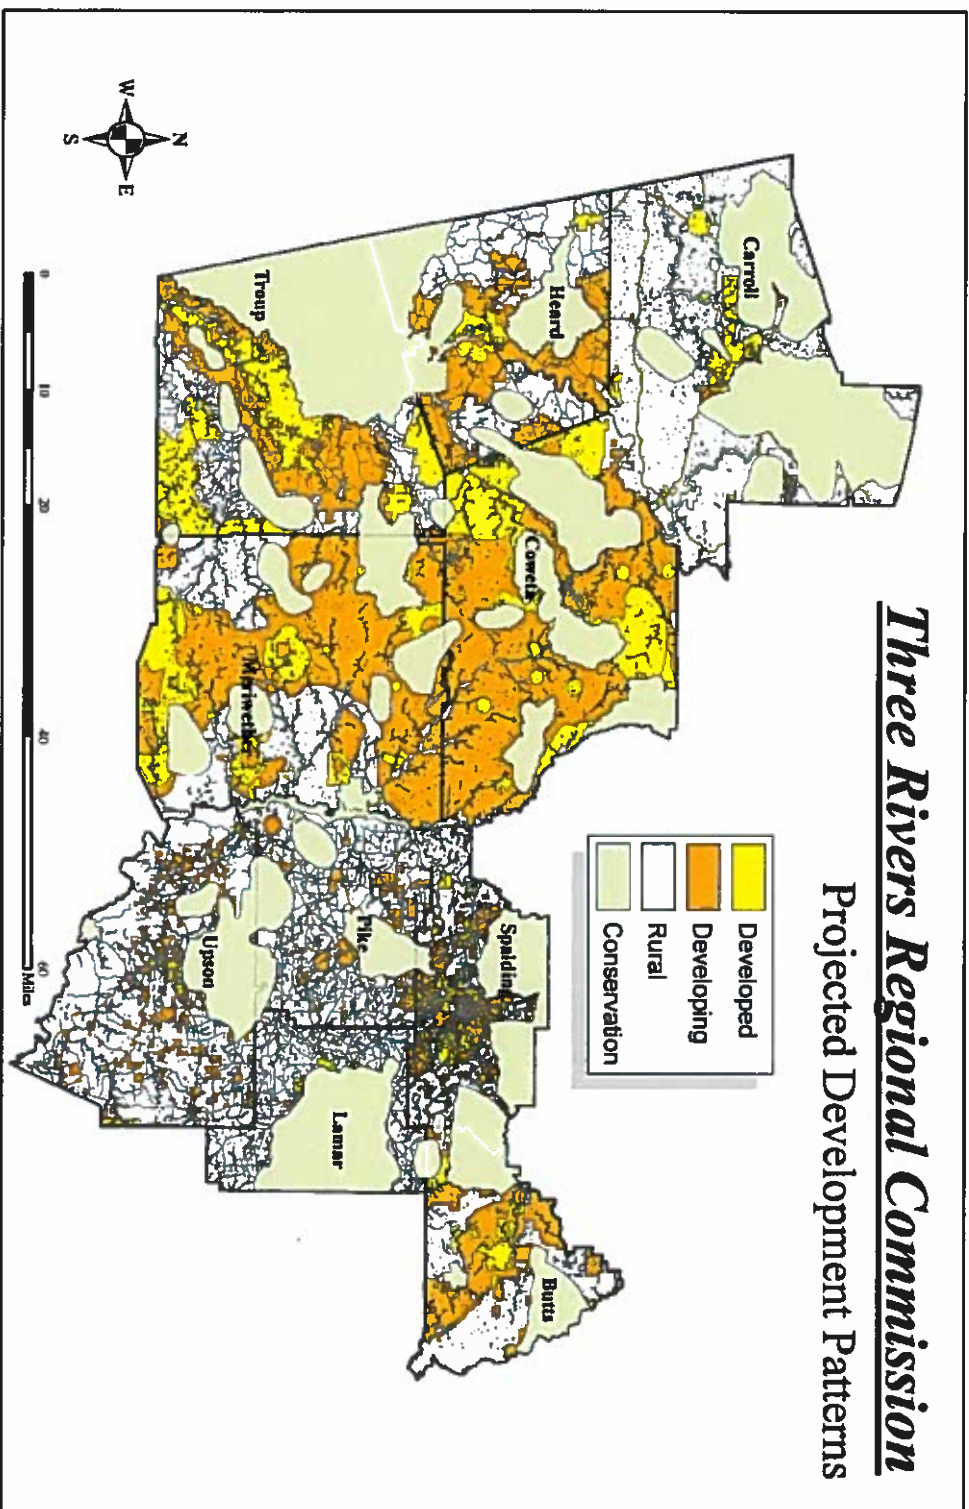 Three Rivers Regional Commission
Projected Development Patterns
Developed
Developing
Rural
Conservation
Carroll
Heard
Troup
Coweta
Meriwether
Spalding
Pike
Upson
Lamar
Butts
N
W
E
S
0 10 20 40 60
Miles